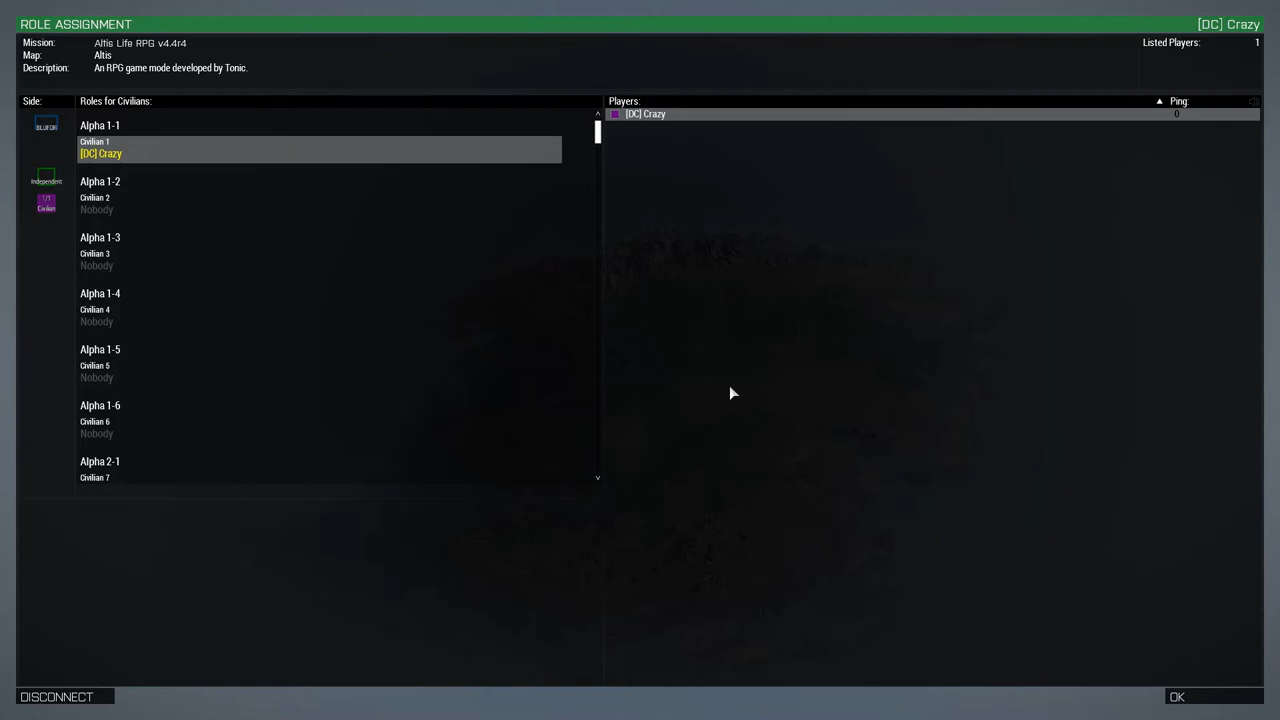 ROLE ASSIGNMENT
[DC] Crazy
Mission: Altis Life RPG v4.4r4
Listed Players: 1
Map: Altis
Description: An RPG game mode developed by Tonic.
Side:
Roles for Civilians:
Players:
Ping:
BLUFOR
Independent
1/1
Civilian
Alpha 1-1
Civilian 1
[DC] Crazy
Alpha 1-2
Civilian 2
Nobody
Alpha 1-3
Civilian 3
Nobody
Alpha 1-4
Civilian 4
Nobody
Alpha 1-5
Civilian 5
Nobody
Alpha 1-6
Civilian 6
Nobody
Alpha 2-1
Civilian 7
[DC] Crazy
0
DISCONNECT
OK